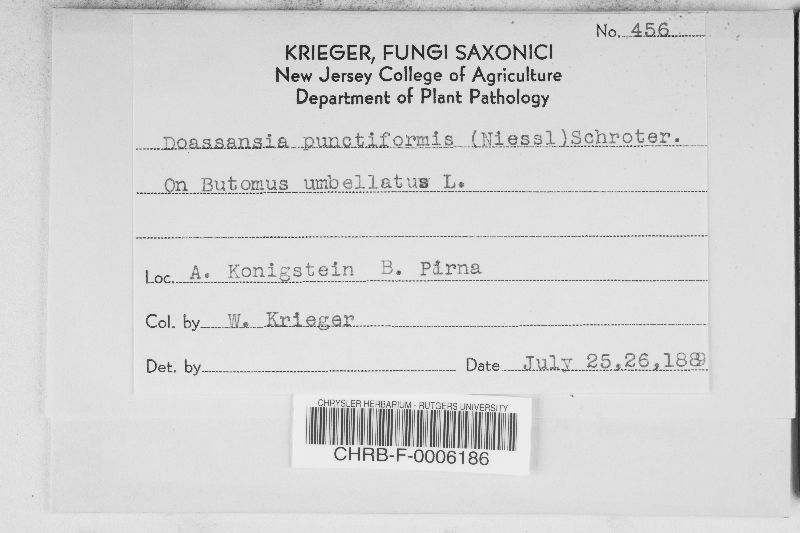 No. 456
KRIEGER, FUNGI SAXONICI
New Jersey College of Agriculture
Department of Plant Pathology
Doassansia punctiformis (Niessl)Schroter.
On Butomus umbellatus L.
Loc. A. Konigstein B. Pirna
Col. by W. Krieger
Det. by
Date July 25,26,1889
CHRYSLER HERBARIUM - RUTGERS UNIVERSITY
CHRB-F-0006186